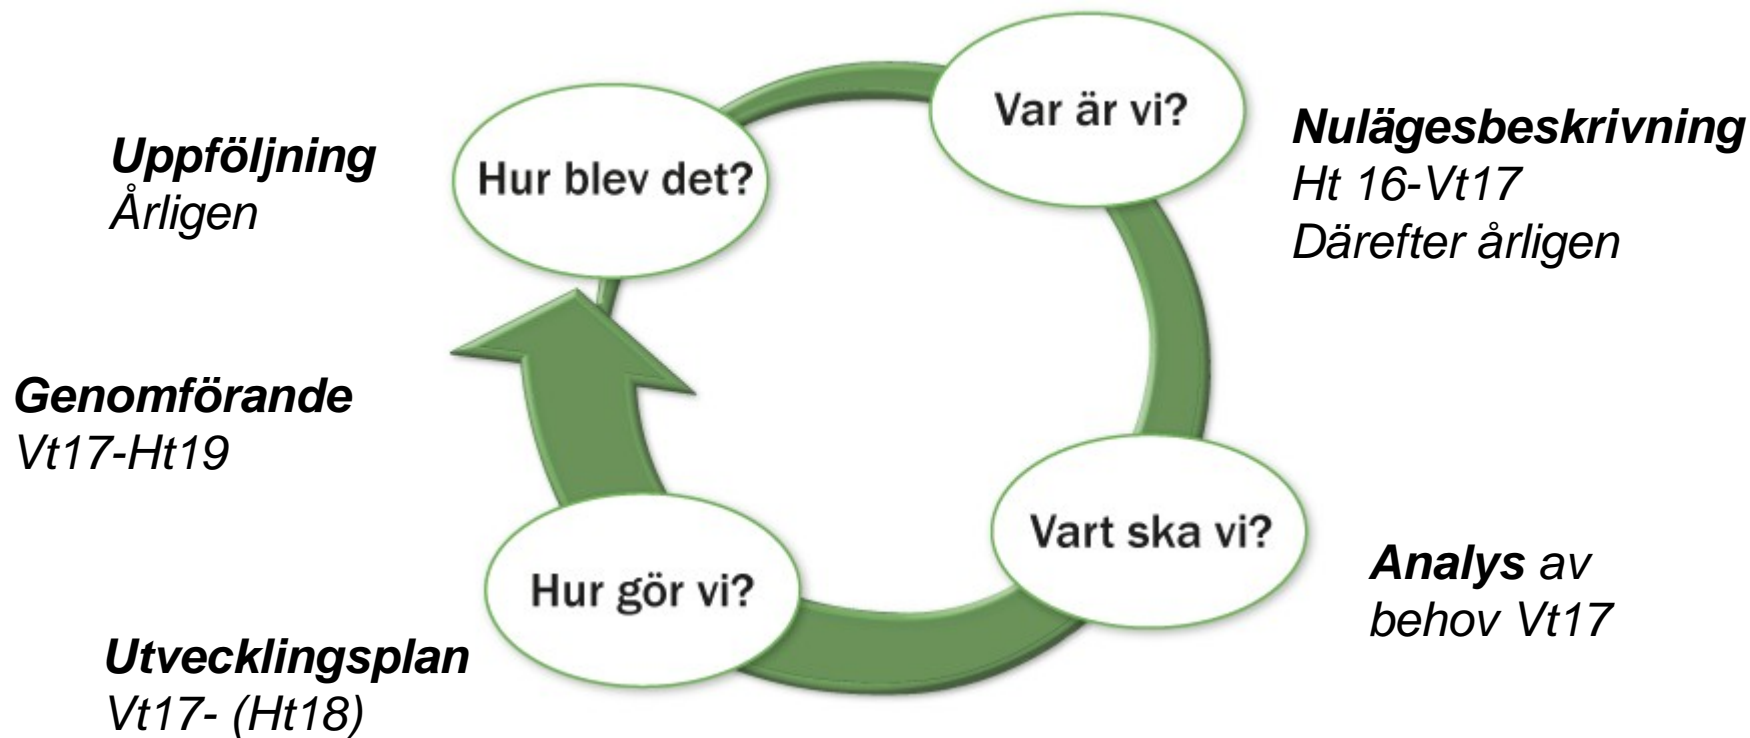 Var är vi?
Nulägesbeskrivning
Ht 16-Vt17
Därefter årligen
Vart ska vi?
Analys av
behov Vt17
Hur gör vi?
Utvecklingsplan
Vt17- (Ht18)
Genomförande
Vt17-Ht19
Hur blev det?
Uppföljning
Årligen